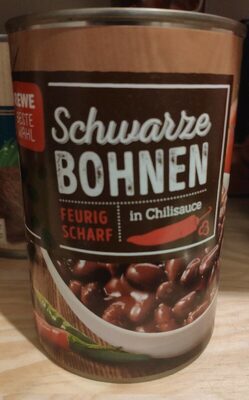 REWE
BESTE
WAHL
Schwarze
BOHNEN
FEURIG
SCHARF
in Chilisauce